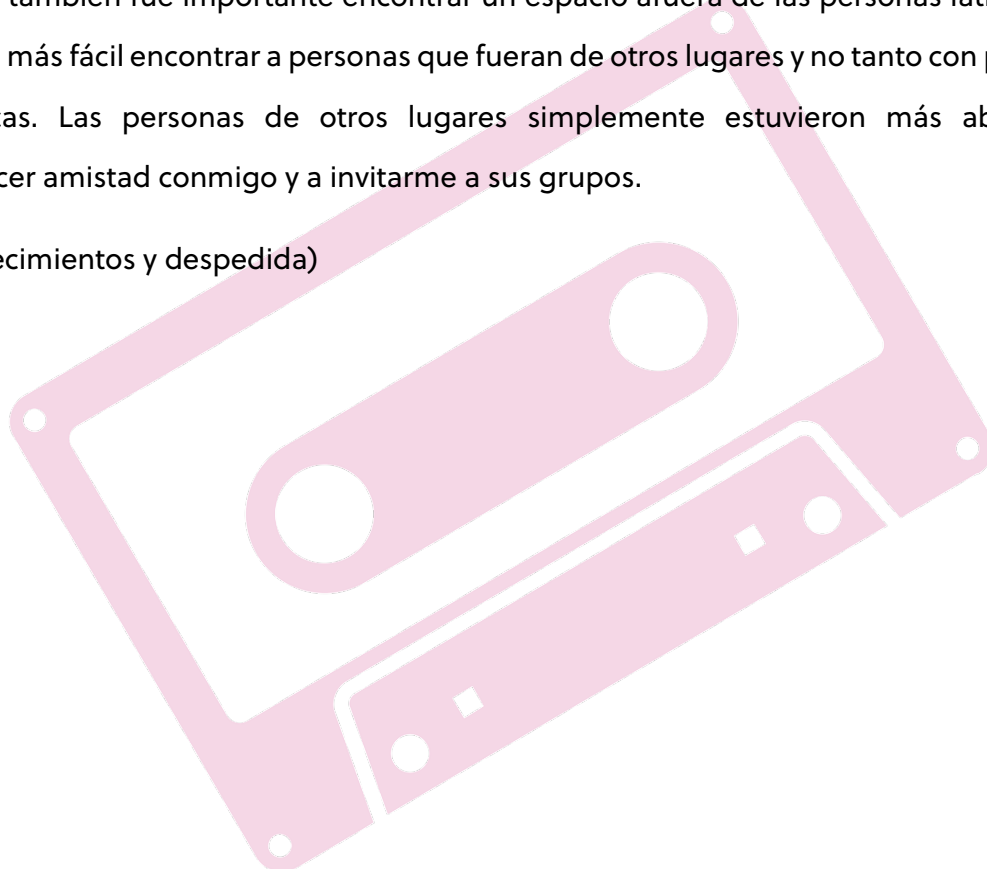 también fue importante encontrar un espacio afuera de las personas
más fácil encontrar a personas que fueran de otros lugares y no tanto con
Las personas de otros lugares simplemente estuvieron más
amistad conmigo y a invitarme a sus grupos.
y despedida)